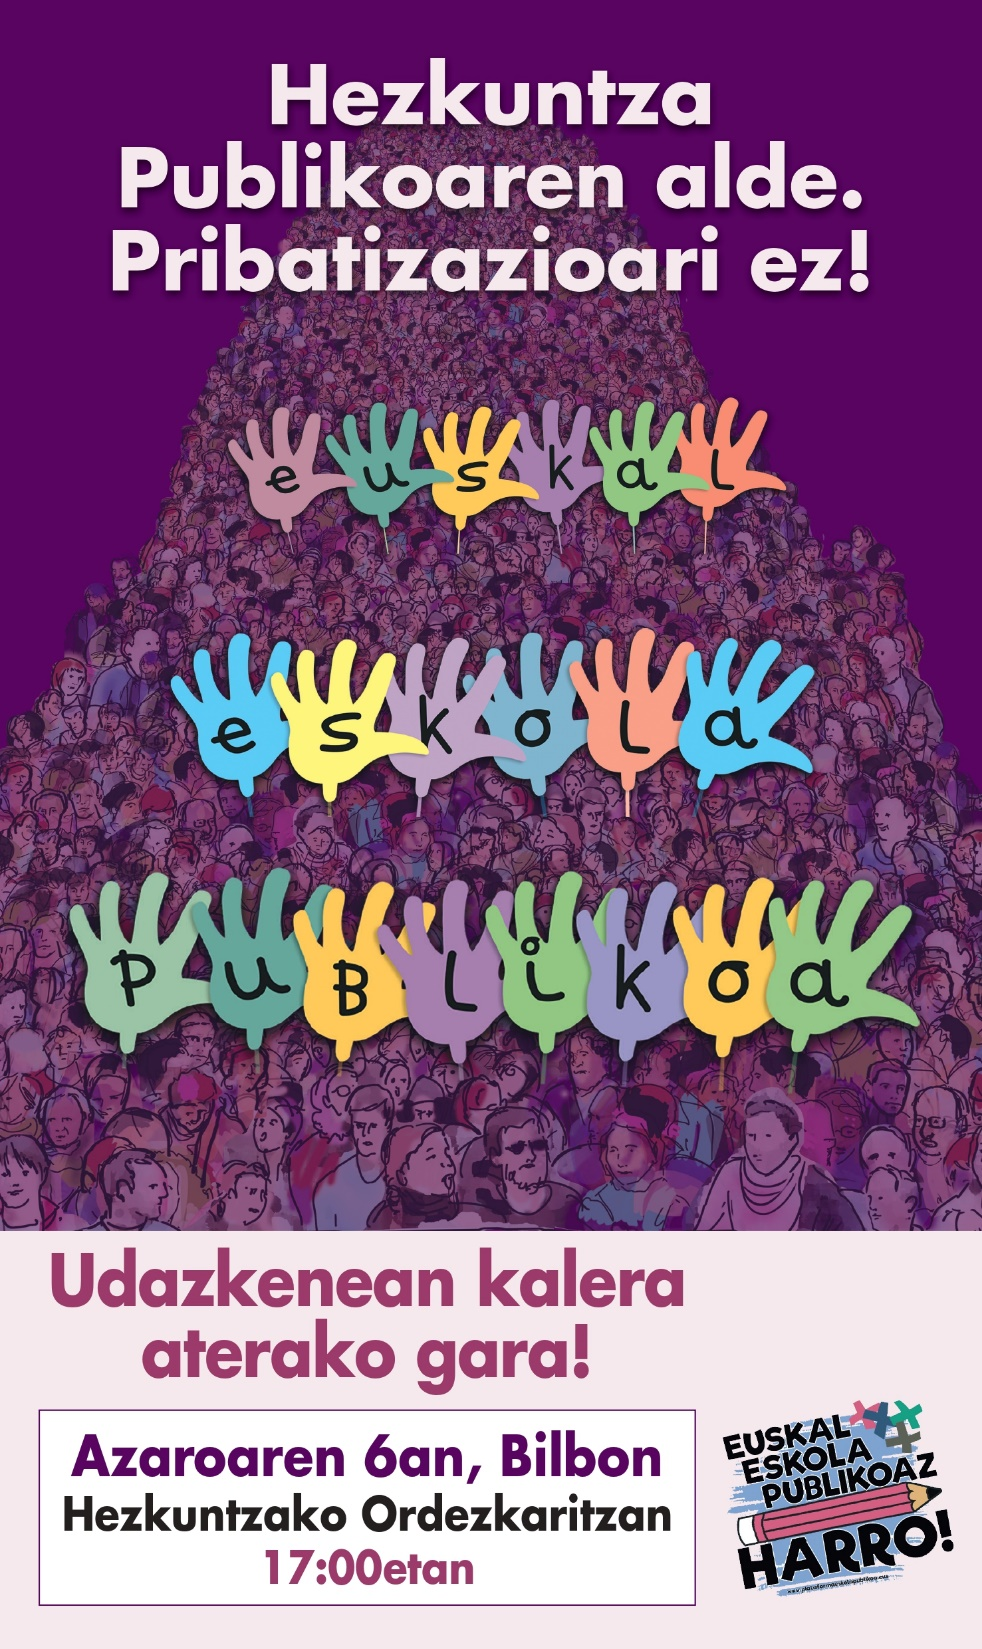 Hezkuntza
Publikoaren alde.
Pribatizazioari ez!
euskal
eskola
puBlikoa
Udazkenean kalera
aterako gara!
Azaroaren 6an, Bilbon
Hezkuntzako Ordezkaritzan
17:00etan
EUSKAL
ESKOLA
PUBLIKOAZ
HARRO!